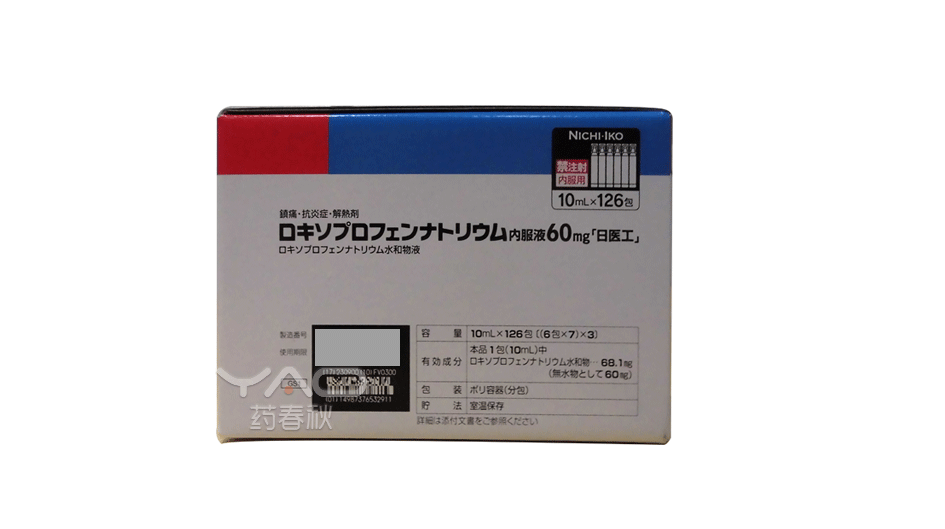 NICHI-IKO
禁注射
内服用
10mL×126包
鎮痛・抗炎症・解熱剤
ロキソプロフェンナトリウム内服液60mg「日医工」
ロキソプロフェンナトリウム水和物液
製造番号
使用期限
GS1
(01)14987376532911
容 量 10mL×126包〔(6包×7)×3〕
有効成分 本品1包(10mL)中
ロキソプロフェンナトリウム水和物…68.1mg
(無水物として60mg)
包 装 ポリ容器(分包)
貯 法 室温保存
詳細は添付文書をご参照ください
YAO
药春秋